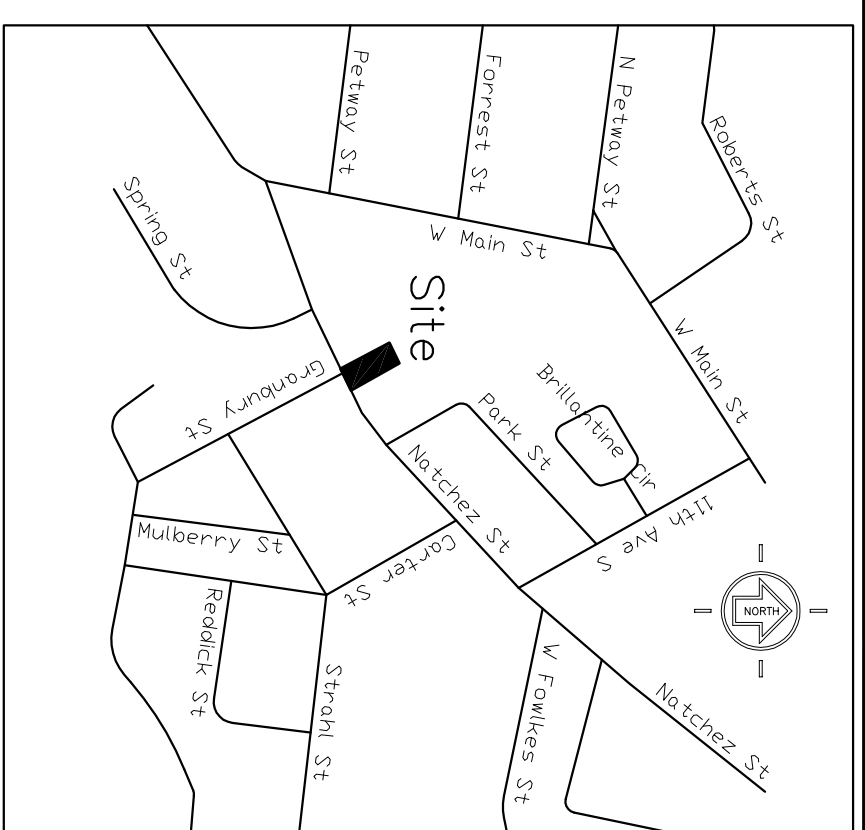 Petway St
Forrest St
N Petway St
Roberts St
Spring St
W Main St
Site
W Main St
Granbury St
Brillantine Cir
Park St
Natchez St
11th Ave S
Carter St
Mulberry St
NORTH
Reddick St
Strahl St
W Fowlkes St
Natchez St